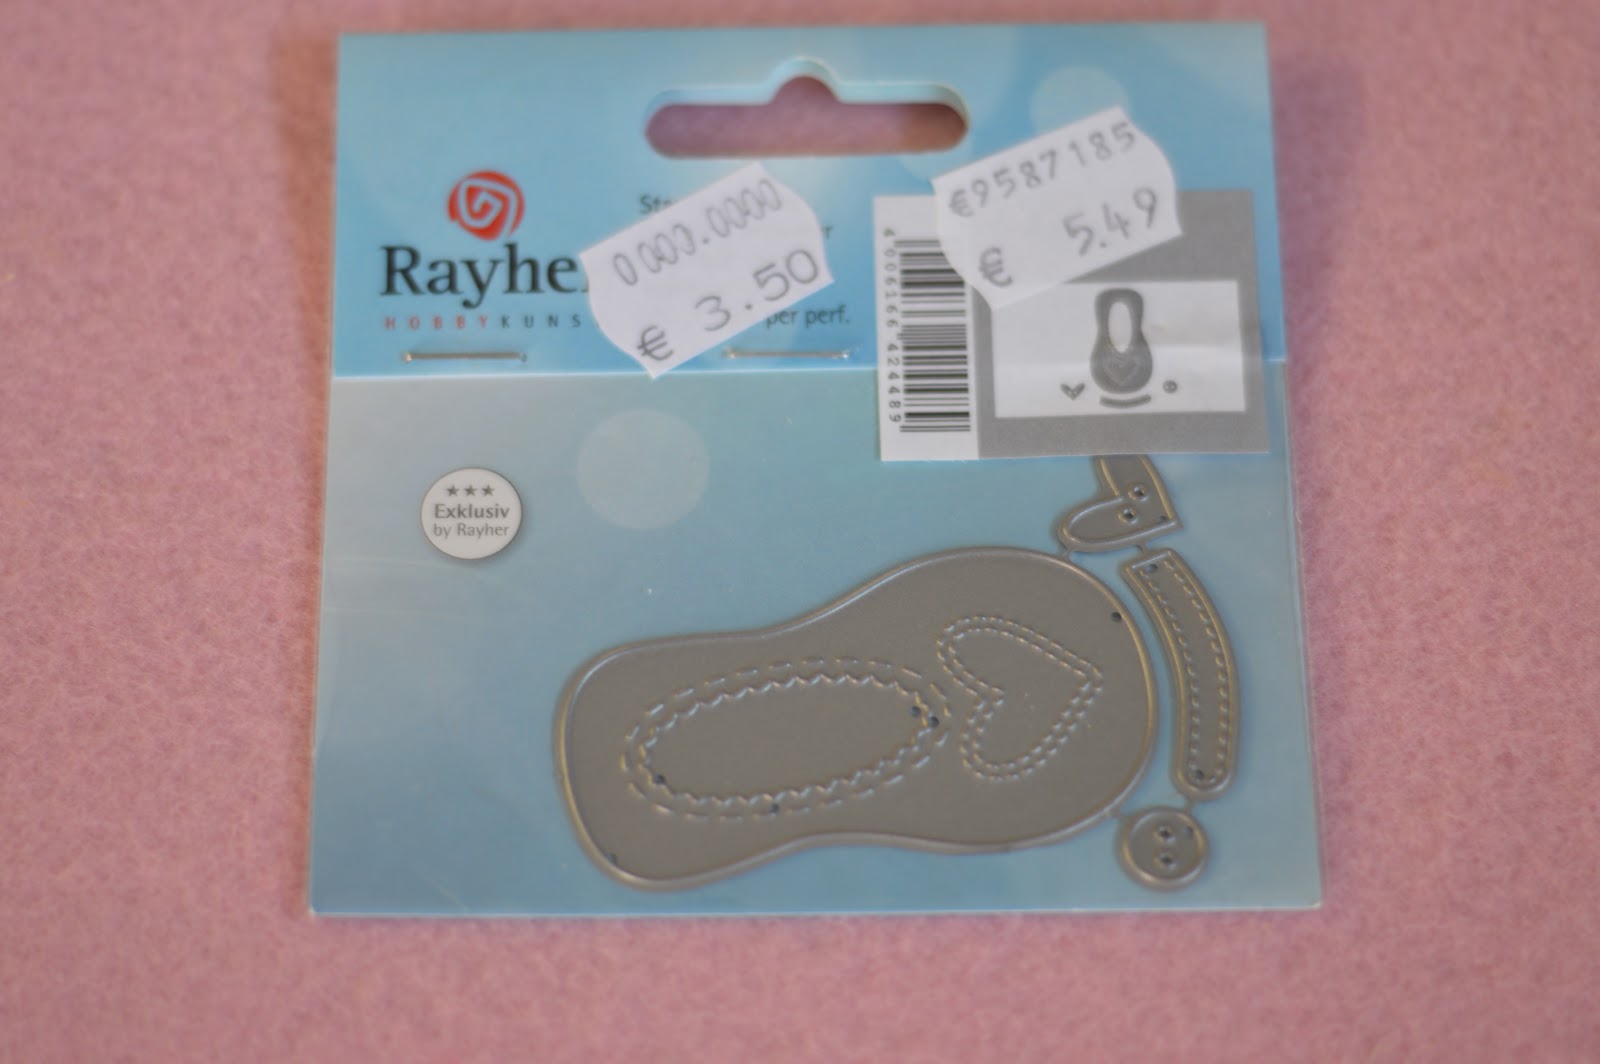 Rayher
HOBBYKUNS
per perf.
0000.0000
€ 3.50
€9587185
€ 5.49
4006166424489
★★★
Exklusiv
by Rayher